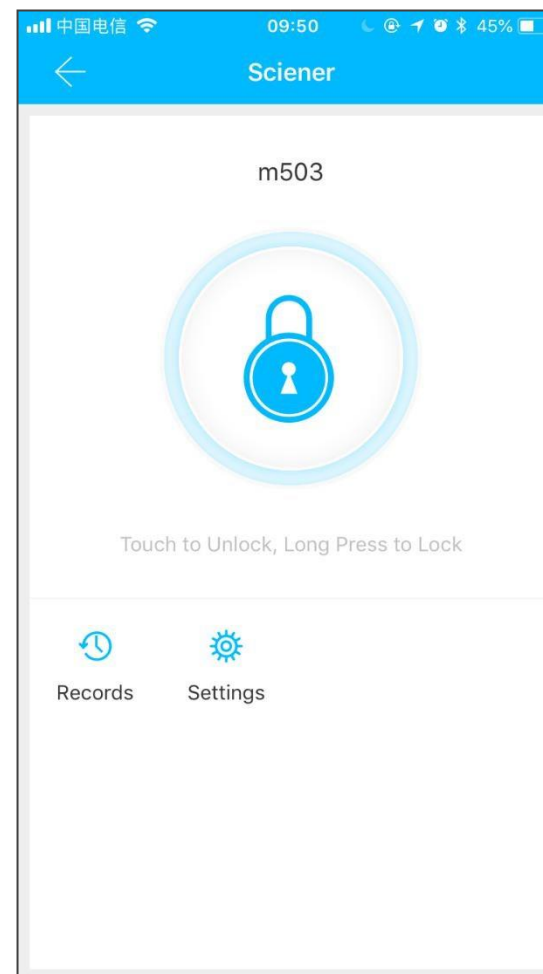 中国电信 09:50 45%
Sciener
m503
Touch to Unlock, Long Press to Lock
Records Settings